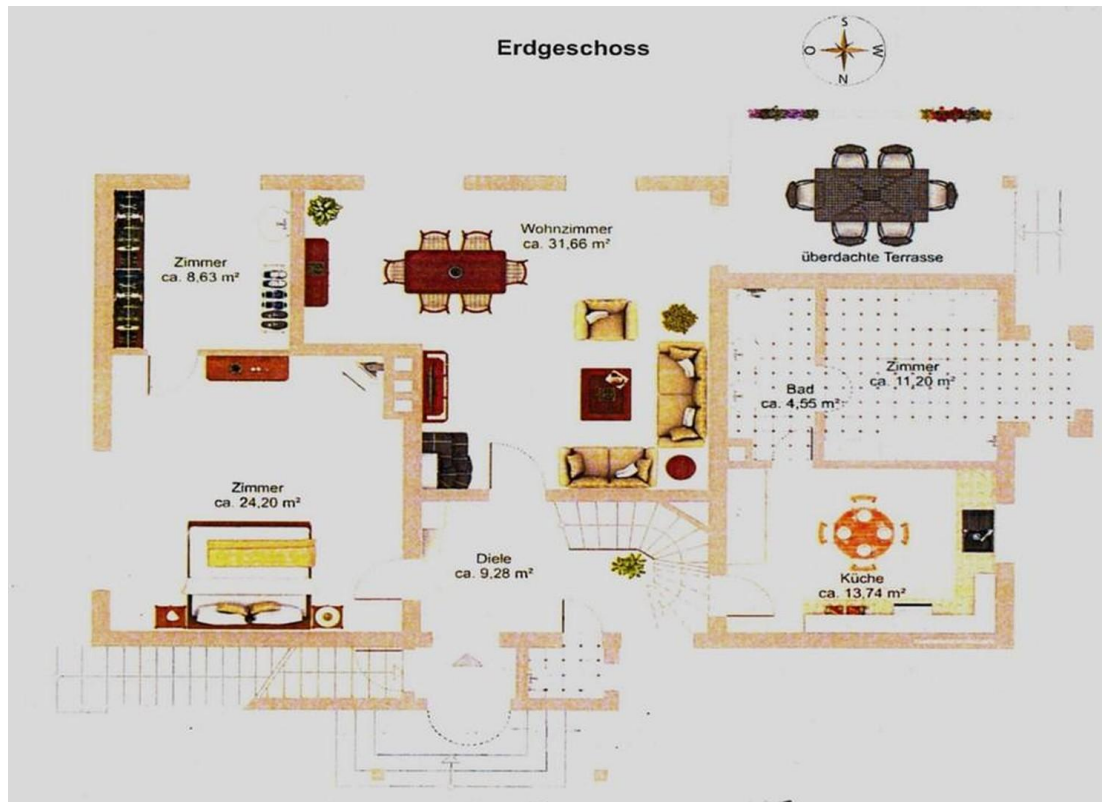 Erdgeschoss
S
O
W
N
Wohnzimmer
ca. 31,66 m²
Zimmer
ca. 8,63 m²
überdachte Terrasse
Zimmer
ca. 11,20 m²
Bad
ca. 4,55 m²
Zimmer
ca. 24,20 m²
Diele
ca. 9,28 m²
Küche
ca. 13,74 m²